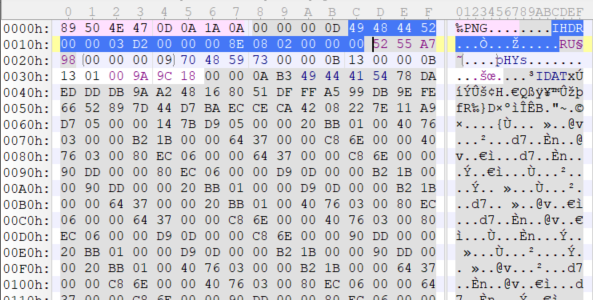 0 1 2 3 4 5 6 7 8 9 A B C D E F 0123456789ABCDEF
0000h: 89 50 4E 47 0D 0A 1A 0A 00 00 00 0D 49 48 44 52 ‰PNG........IHDR
0010h: 00 00 03 D2 00 00 00 8E 08 02 00 00 00 52 55 A7 ...Ò...Ž.....RU§
0020h: 98 00 00 00 09 70 48 59 73 00 00 0B 13 00 00 0B ˜....pHYs.......
0030h: 13 01 00 9A 9C 18 00 00 0A B3 49 44 41 54 78 DA ...šœ....³IDATxÚ
0040h: ED DD DB 9A A2 48 16 80 51 DF FF A5 99 DB 9E FE íÝÛš¢H.€Qßÿ¥™Ûžþ
0050h: 66 52 89 7D 44 D7 BA EC CE CA 42 08 22 7E 11 A9 fR‰}D׺ìÎÊB."~.©
0060h: D7 05 00 00 14 7B D9 05 00 00 20 BB 01 00 40 76 ×....{Ù... »..@v
0070h: 03 00 00 B2 1B 00 00 64 37 00 00 C8 6E 00 00 40 ...²...d7..Èn..@
0080h: 76 03 00 80 EC 06 00 00 64 37 00 00 C8 6E 00 00 v..€ì...d7..Èn..
0090h: 90 DD 00 00 80 EC 06 00 00 D9 0D 00 00 B2 1B 00 .Ý..€ì...Ù...²..
00A0h: 00 90 DD 00 00 00 20 BB 01 00 D9 0D 00 00 B2 1B ..Ý... »..Ù...².
00B0h: 00 00 64 37 00 00 20 BB 01 00 40 76 03 00 80 EC ..d7.. »..@v..€ì
00C0h: 06 00 00 64 37 00 00 C8 6E 00 00 40 76 03 00 80 ...d7..Èn..@v..€
00D0h: EC 06 00 00 D9 0D 00 00 C8 6E 00 00 90 DD 00 00 ì...Ù...Èn...Ý..
00E0h: 20 BB 01 00 00 D9 0D 00 00 B2 1B 00 00 90 DD 00  »...Ù...²....Ý.
00F0h: 00 20 BB 01 00 40 76 03 00 00 B2 1B 00 00 64 37 . »..@v...²...d7
0100h: 00 00 C8 6E 00 00 40 76 03 00 80 EC 06 00 00 64 ..Èn..@v..€ì...d